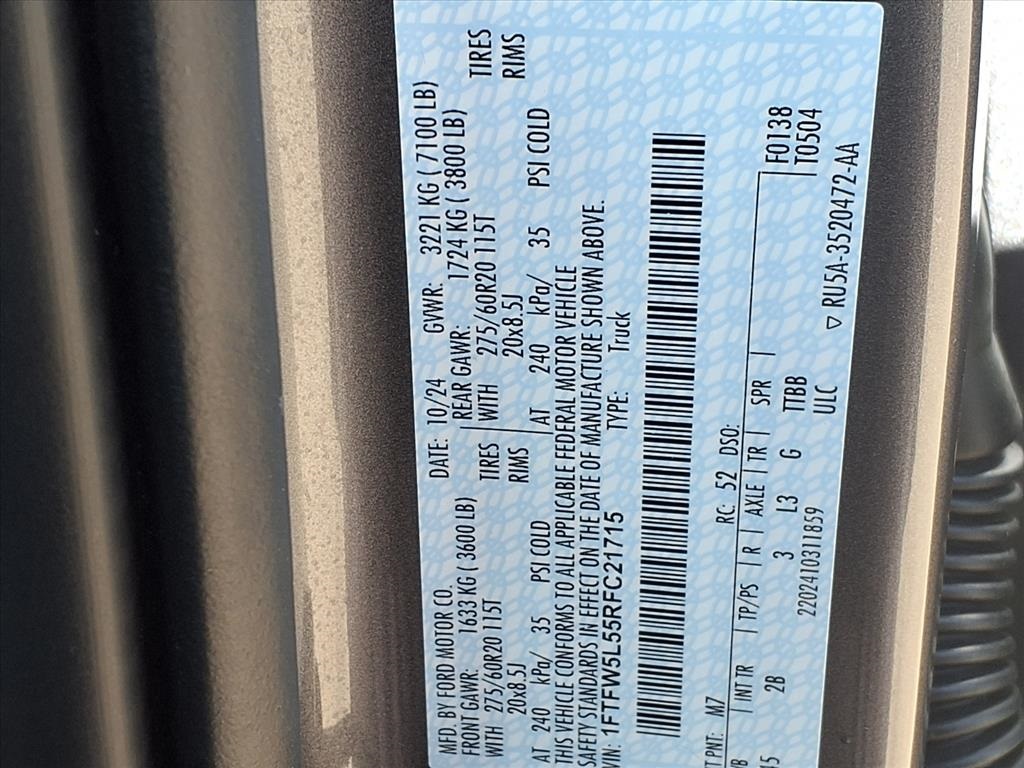 MFD. BY FORD MOTOR CO. DATE: 10/24 GVWR: 3221 KG ( 7100 LB)
FRONT GAWR: 1633 KG ( 3600 LB) REAR GAWR: 1724 KG ( 3800 LB)
WITH 275/60R20 115T TIRES WITH 275/60R20 115T TIRES
20x8.5J RIMS 20x8.5J RIMS
AT 240 kPa/ 35 PSI COLD AT 240 kPa/ 35 PSI COLD
THIS VEHICLE CONFORMS TO ALL APPLICABLE FEDERAL MOTOR VEHICLE
SAFETY STANDARDS IN EFFECT ON THE DATE OF MANUFACTURE SHOWN ABOVE.
VIN: 1FTFW5L55RFC21715 TYPE: Truck
T PNT: M7 RC: 52 DSO: F0138
WB INT TR TP/PS R AXLE TR SPR T0504
45 2B 3 L3 G TTBB
ULC
2202410311859 ▽ RU5A-3520472-AA